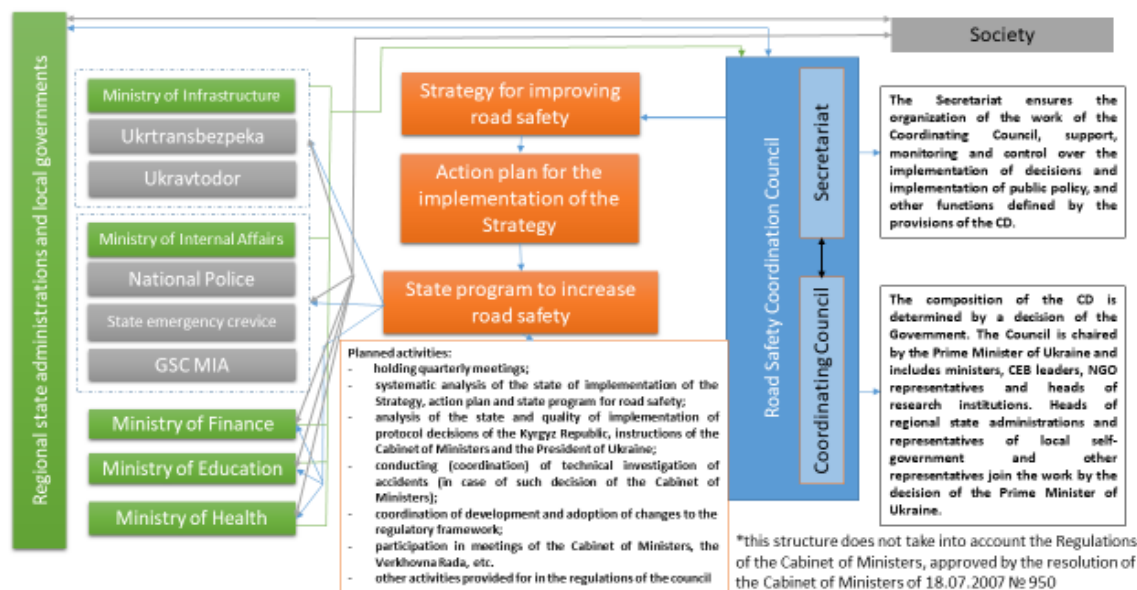 Regional state administrations and local governments
Society
Ministry of Infrastructure
Ukrtransbezpeka
Ukravtodor
Ministry of Internal Affairs
National Police
State emergency crevice
GSC MIA
Ministry of Finance
Ministry of Education
Ministry of Health
Strategy for improving
road safety
Action plan for the
implementation of the
Strategy
State program to increase
road safety
Planned activities:
- holding quarterly meetings;
- systematic analysis of the state of implementation of the
Strategy, action plan and state program for road safety;
- analysis of the state and quality of implementation of
protocol decisions of the Kyrgyz Republic, instructions of the
Cabinet of Ministers and the President of Ukraine;
- conducting (coordination) of technical investigation of
accidents (in case of such decision of the Cabinet of
Ministers);
- coordination of development and adoption of changes to the
regulatory framework;
- participation in meetings of the Cabinet of Ministers, the
Verkhovna Rada, etc.
- other activities provided for in the regulations of the council
Road Safety Coordination Council
Secretariat
Coordinating Council
The Secretariat ensures the
organization of the work of the
Coordinating Council, support,
monitoring and control over the
implementation of decisions and
implementation of public policy, and
other functions defined by the
provisions of the CD.
The composition of the CD is
determined by a decision of the
Government. The Council is chaired
by the Prime Minister of Ukraine and
includes ministers, CEB leaders, NGO
representatives and heads of
research institutions. Heads of
regional state administrations and
representatives of local self-
government and other
representatives join the work by the
decision of the Prime Minister of
Ukraine.
*this structure does not take into account the Regulations
of the Cabinet of Ministers, approved by the resolution of
the Cabinet of Ministers of 18.07.2007 № 950